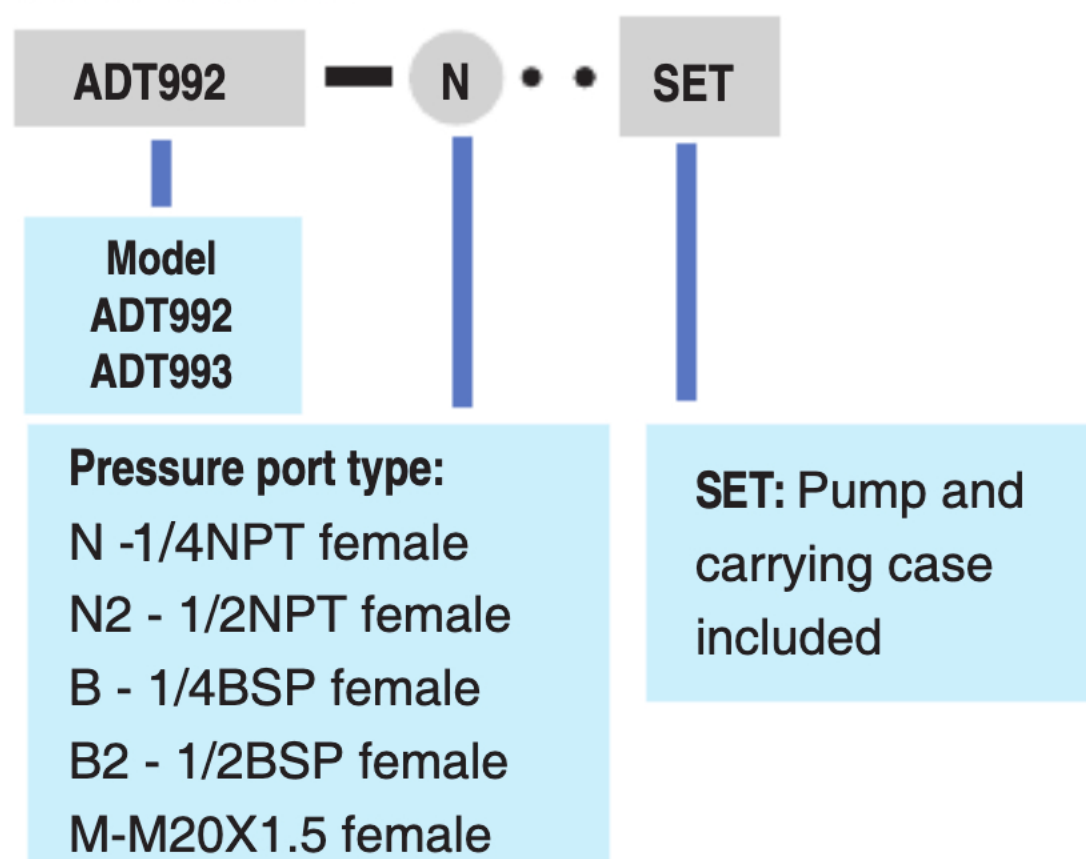 ADT992 — N • • SET
Model
ADT992
ADT993
Pressure port type:
N -1/4NPT female
N2 - 1/2NPT female
B - 1/4BSP female
B2 - 1/2BSP female
M-M20X1.5 female
SET: Pump and
carrying case
included